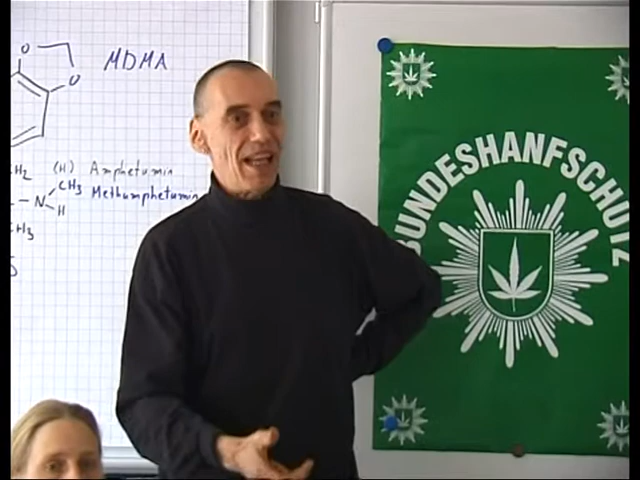 O
O
MDMA
(H) Amphetamin
CH₃ Methamphetamin
-N
H
CH₃
BUNDESHANFSCHUTZ